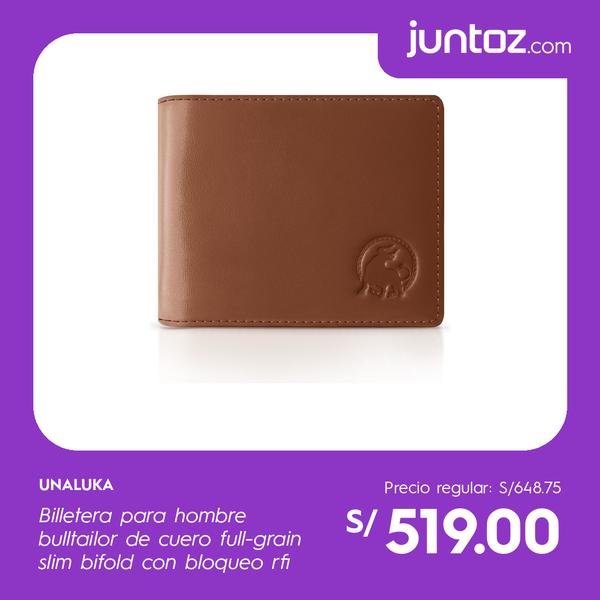 juntoz.com
UNALUKA
Billetera para hombre
bulltailor de cuero full-grain
slim bifold con bloqueo rfi
Precio regular: S/648.75
S/ 519.00